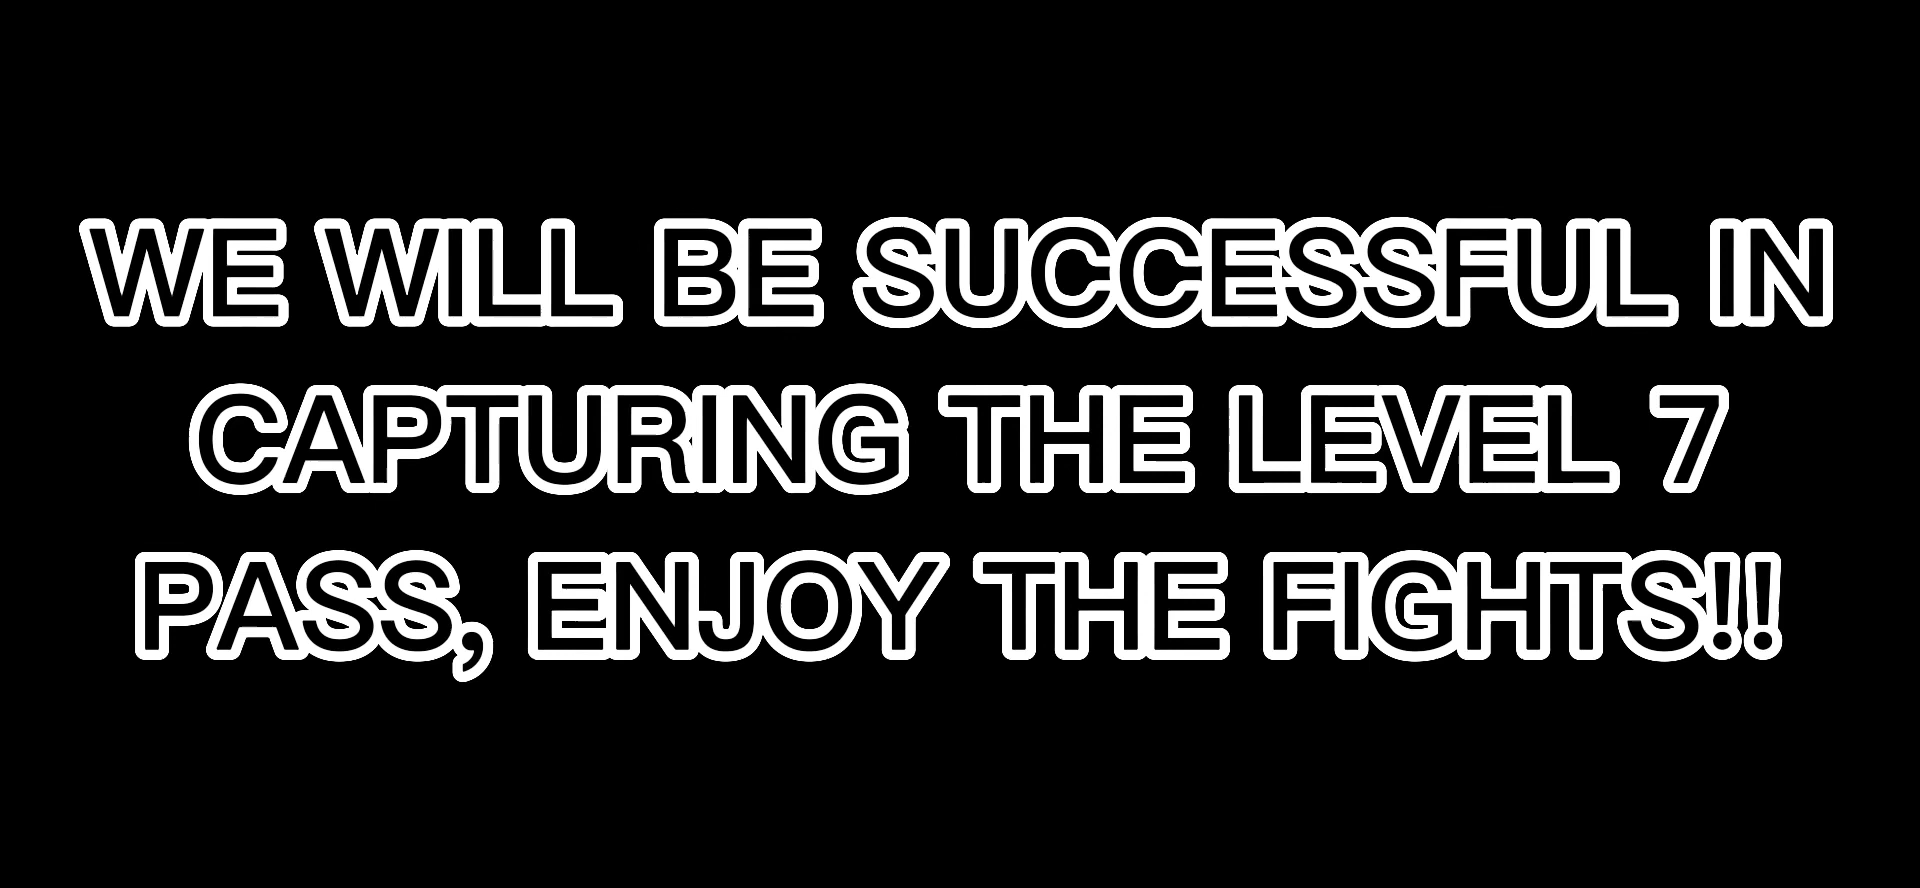 WE WILL BE SUCCESSFUL IN
CAPTURING THE LEVEL 7
PASS, ENJOY THE FIGHTS!!